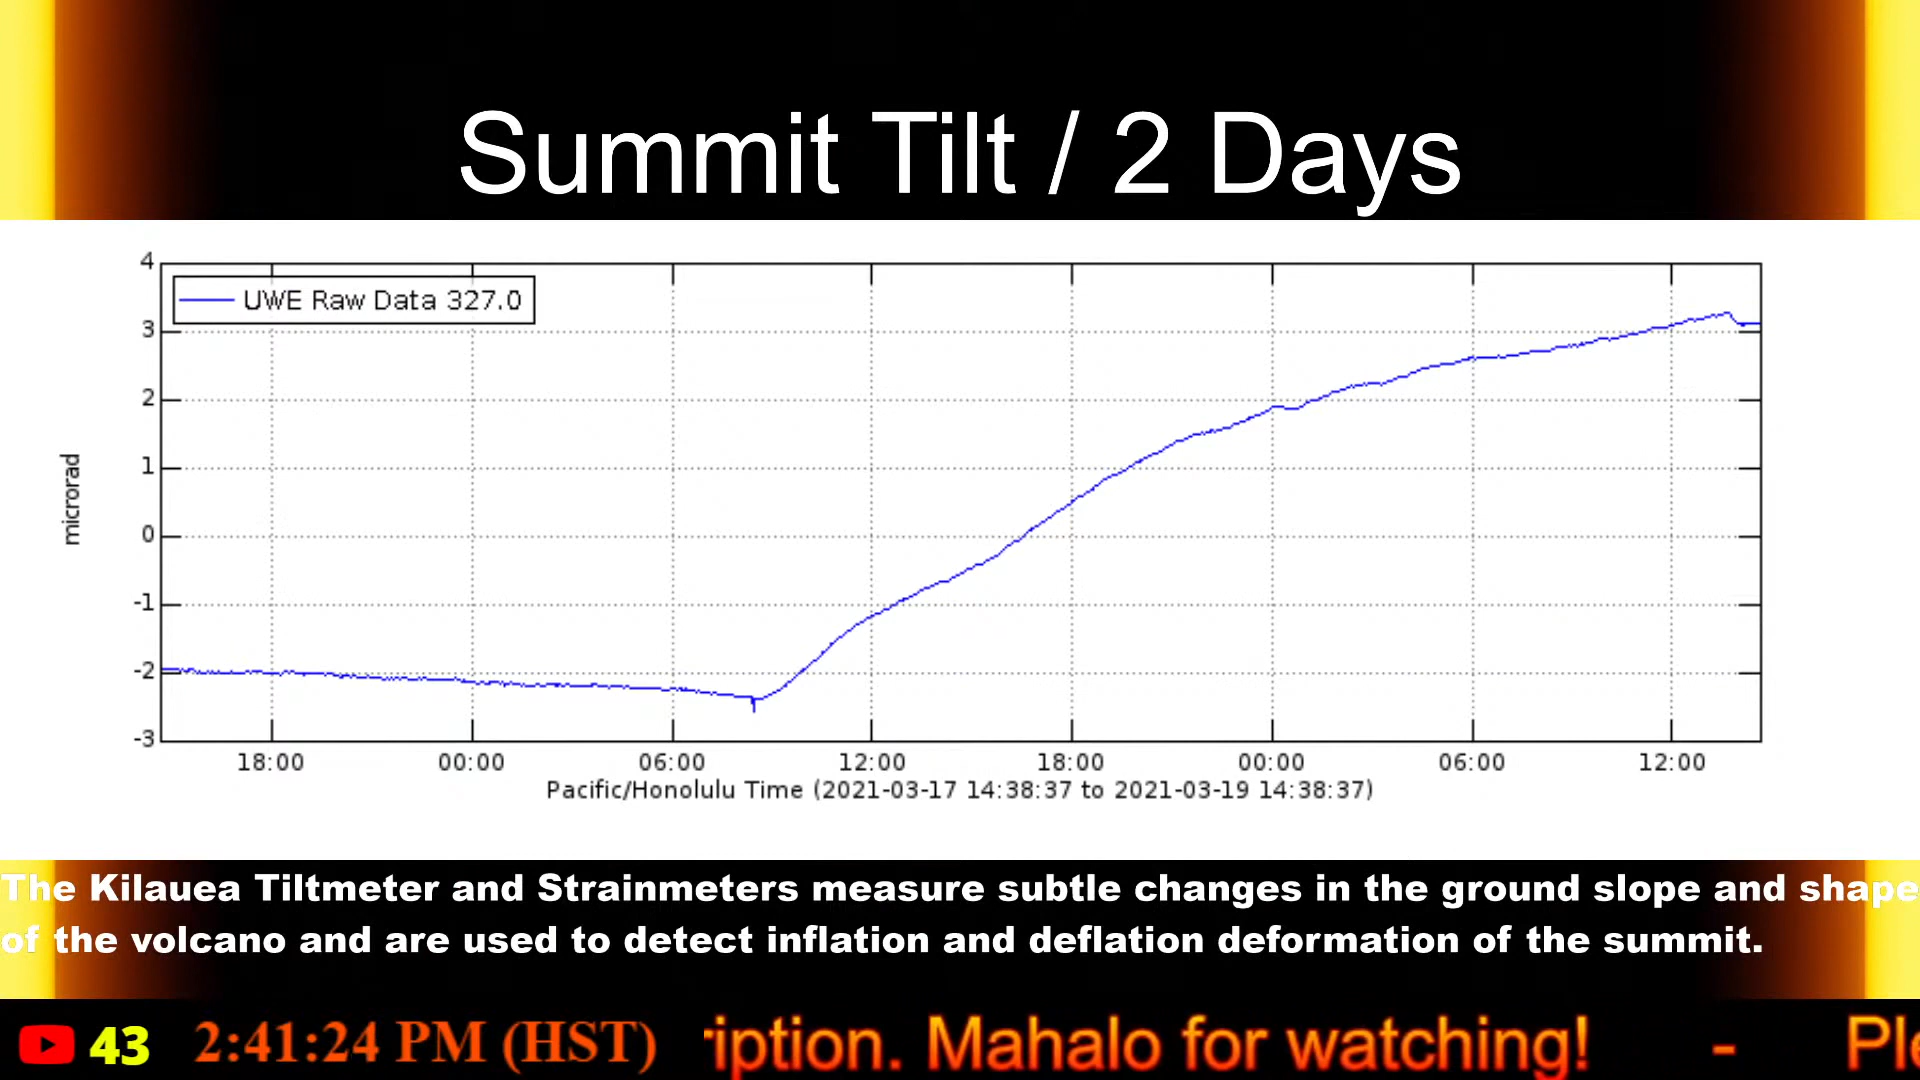 Summit Tilt / 2 Days
UWE Raw Data 327.0
4
3
2
1
0
-1
-2
-3
microrad
18:00 00:00 06:00 12:00 18:00 00:00 06:00 12:00
Pacific/Honolulu Time (2021-03-17 14:38:37 to 2021-03-19 14:38:37)
The Kilauea Tiltmeter and Strainmeters measure subtle changes in the ground slope and shape
of the volcano and are used to detect inflation and deflation deformation of the summit.
43 2:41:24 PM (HST) iption. Mahalo for watching! - Ple